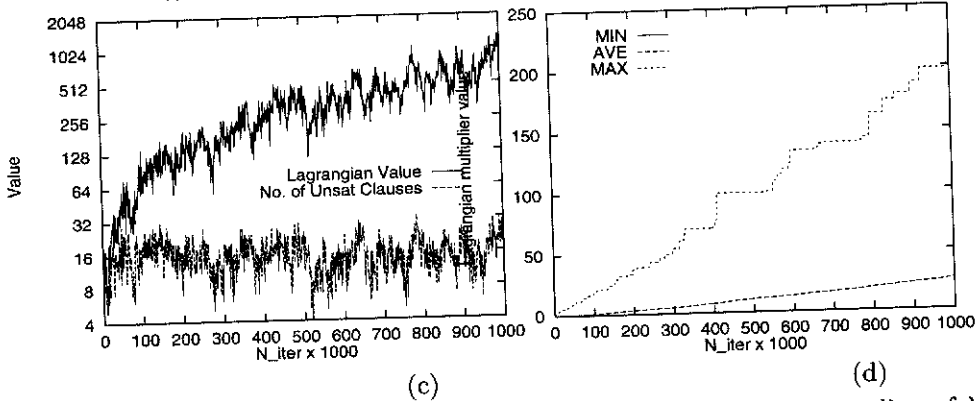 2048
1024
512
256
128
64
32
16
8
4
Value
Lagrangian Value
No. of Unsat Clauses
0 100 200 300 400 500 600 700 800 900 1000
N_iter x 1000
(c)
250
200
150
100
50
0
Lagrangian multiplier value
MIN
AVE
MAX
0 100 200 300 400 500 600 700 800 900 1000
N_iter x 1000
(d)